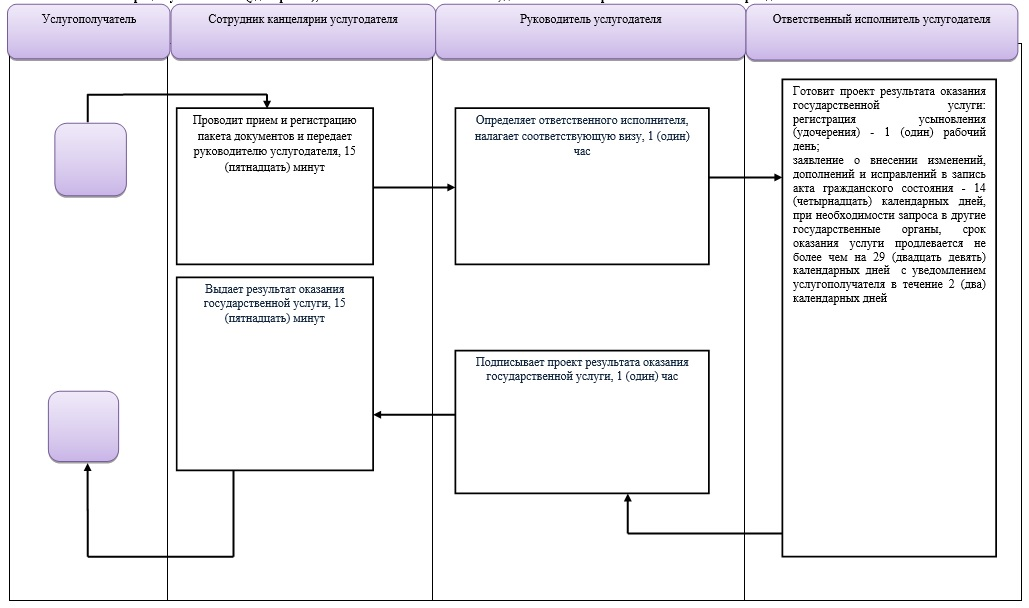 Услугополучатель
Сотрудник канцелярии услугодателя
Руководитель услугодателя
Ответственный исполнитель услугодателя
Проводит прием и регистрацию
пакета документов и передает
руководителю услугодателя, 15
(пятнадцать) минут
Определяет ответственного исполнителя,
налагает соответствующую визу, 1 (один)
час
Готовит проект результата оказания
государственной услуги:
регистрация усыновления
(удочерения) - 1 (один) рабочий
день;
заявление о внесении изменений,
дополнений и исправлений в запись
акта гражданского состояния - 14
(четырнадцать) календарных дней,
при необходимости запроса в другие
государственные органы, срок
оказания услуги продлевается не
более чем на 29 (двадцать девять)
календарных дней с уведомлением
услугополучателя в течение 2 (два)
календарных дней
Выдает результат оказания
государственной услуги, 15
(пятнадцать) минут
Подписывает проект результата оказания
государственной услуги, 1 (один) час